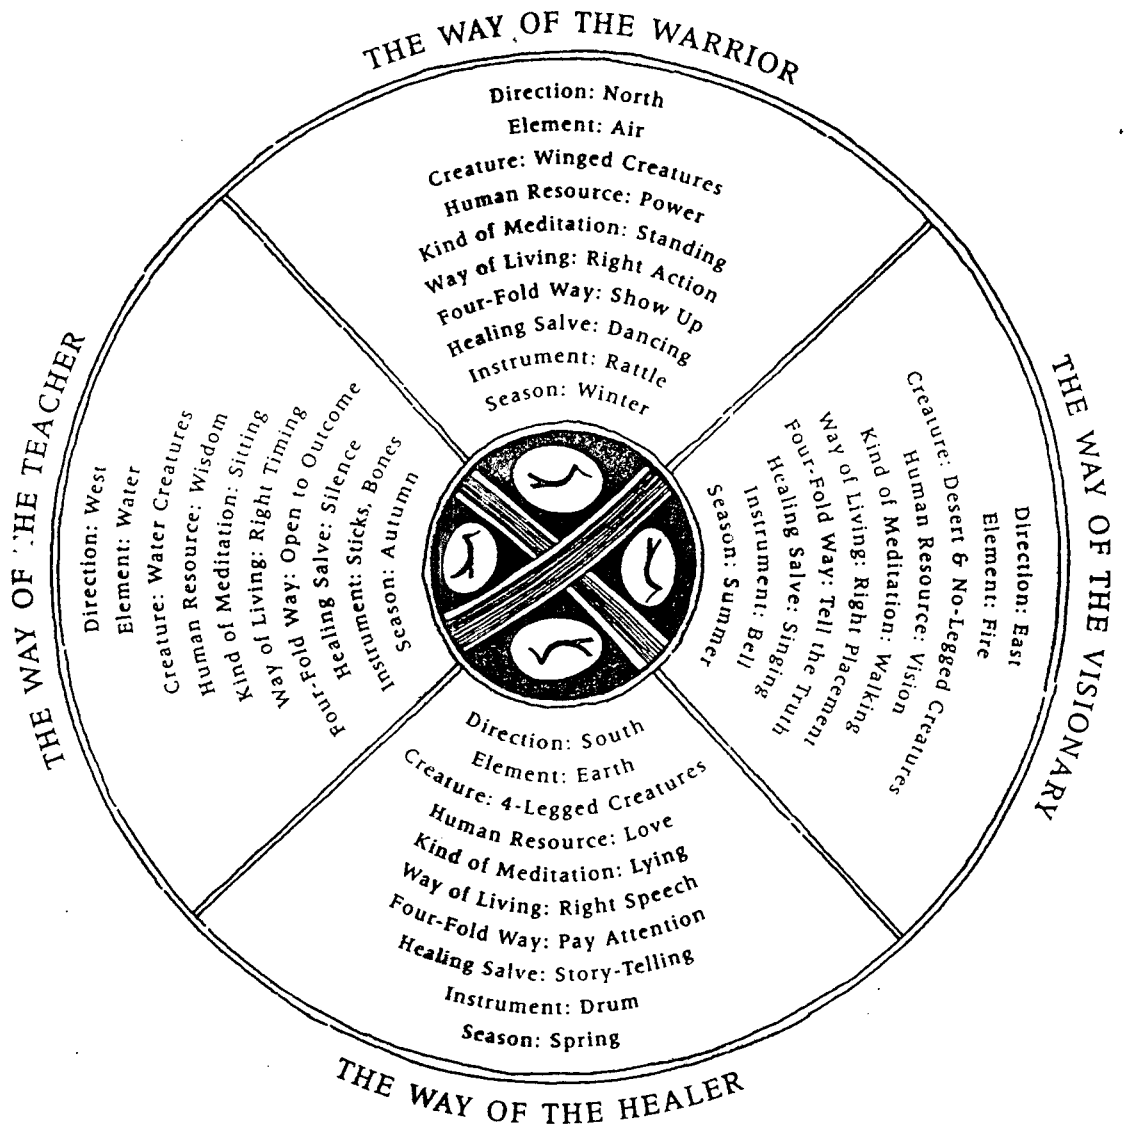 THE WAY OF THE WARRIOR
Direction: North
Element: Air
Creature: Winged Creatures
Human Resource: Power
Kind of Meditation: Standing
Way of Living: Right Action
Four-Fold Way: Show Up
Healing Salve: Dancing
Instrument: Rattle
Season: Winter
THE WAY OF THE VISIONARY
Direction: East
Element: Fire
Creature: Desert & No-Legged Creatures
Human Resource: Vision
Kind of Meditation: Walking
Way of Living: Right Placement
Four-Fold Way: Tell the Truth
Healing Salve: Singing
Instrument: Bell
Season: Summer
Direction: South
Element: Earth
Creature: 4-Legged Creatures
Human Resource: Love
Kind of Meditation: Lying
Way of Living: Right Speech
Four-Fold Way: Pay Attention
Healing Salve: Story-Telling
Instrument: Drum
Season: Spring
THE WAY OF THE HEALER
THE WAY OF THE TEACHER
Direction: West
Element: Water
Creature: Water Creatures
Human Resource: Wisdom
Kind of Meditation: Sitting
Way of Living: Right Timing
Four-Fold Way: Open to Outcome
Healing Salve: Silence
Instrument: Sticks, Bones
Season: Autumn